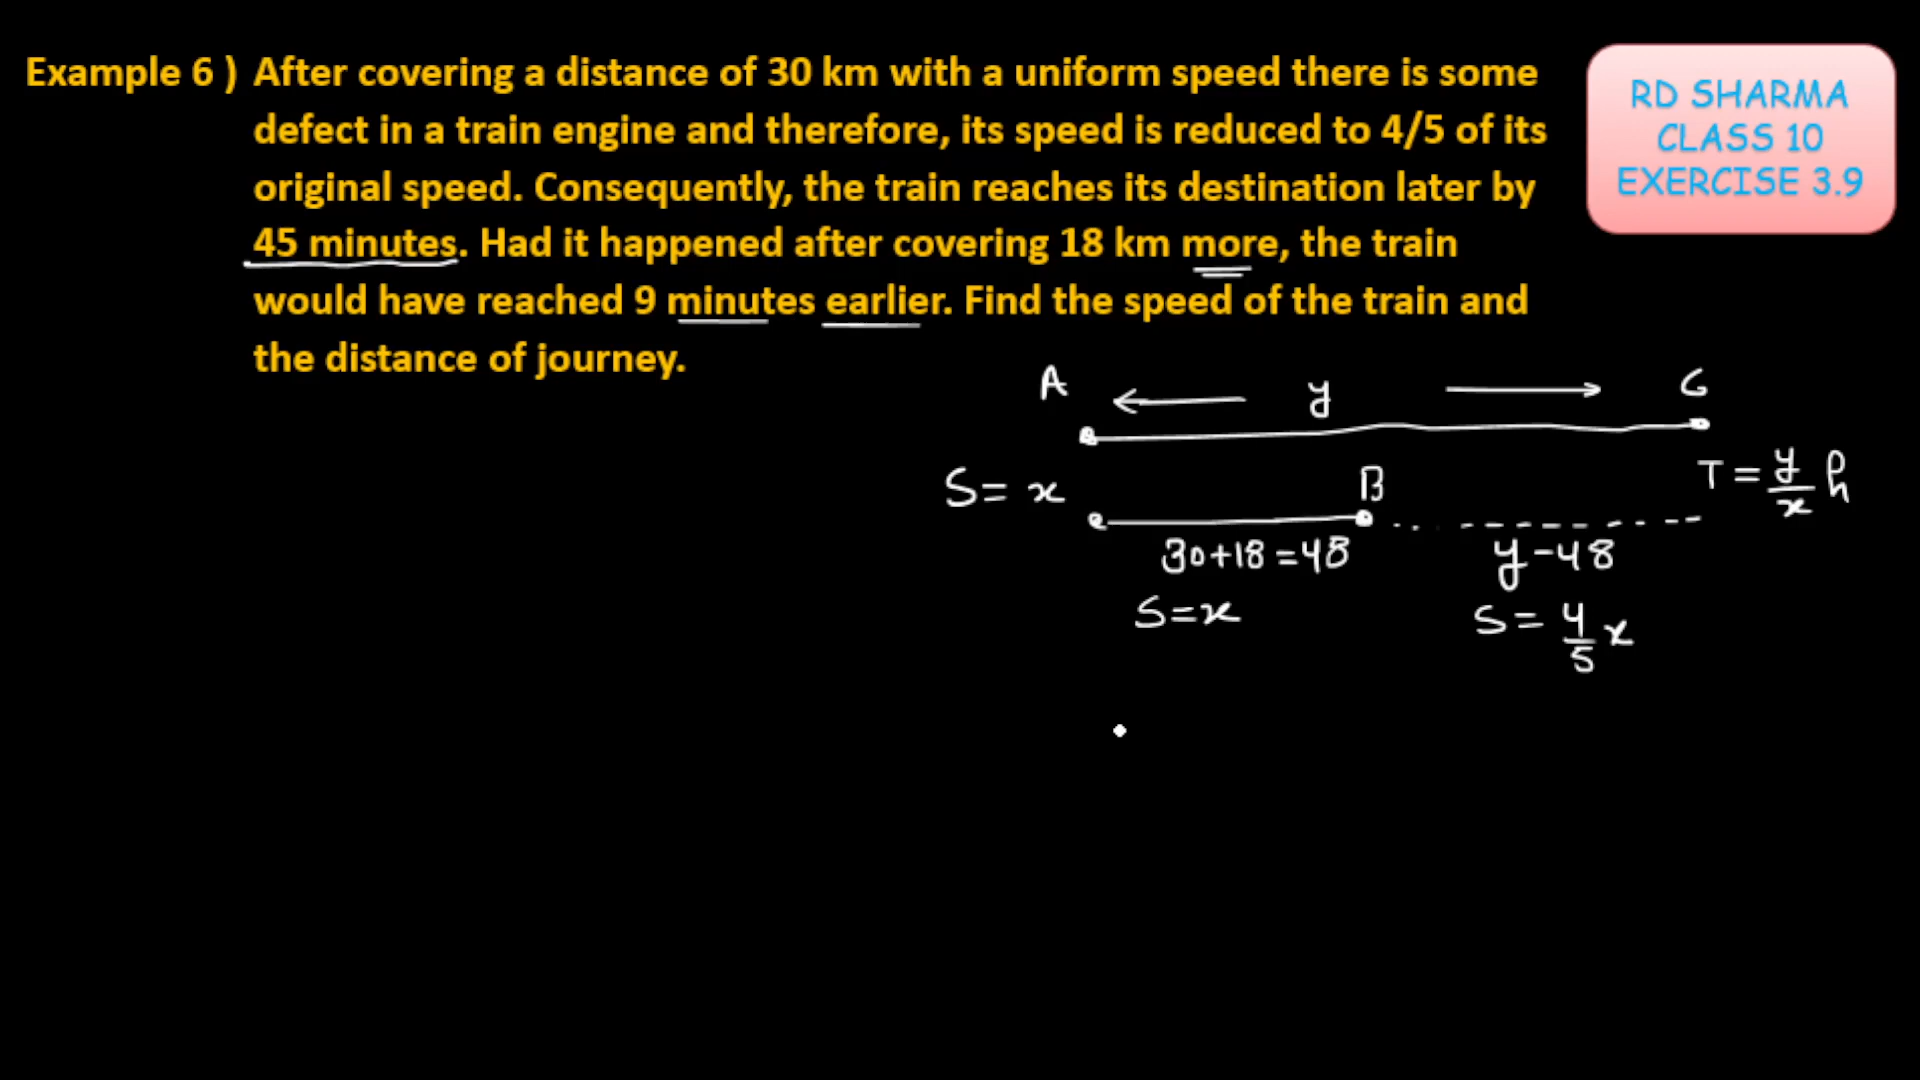 Example 6 ) After covering a distance of 30 km with a uniform speed there is some
defect in a train engine and therefore, its speed is reduced to 4/5 of its
original speed. Consequently, the train reaches its destination later by
45 minutes. Had it happened after covering 18 km more, the train
would have reached 9 minutes earlier. Find the speed of the train and
the distance of journey.
RD SHARMA
CLASS 10
EXERCISE 3.9
A y C
S = x B T = y/x h
30+18=48 y-48
S=x S= 4/5 x